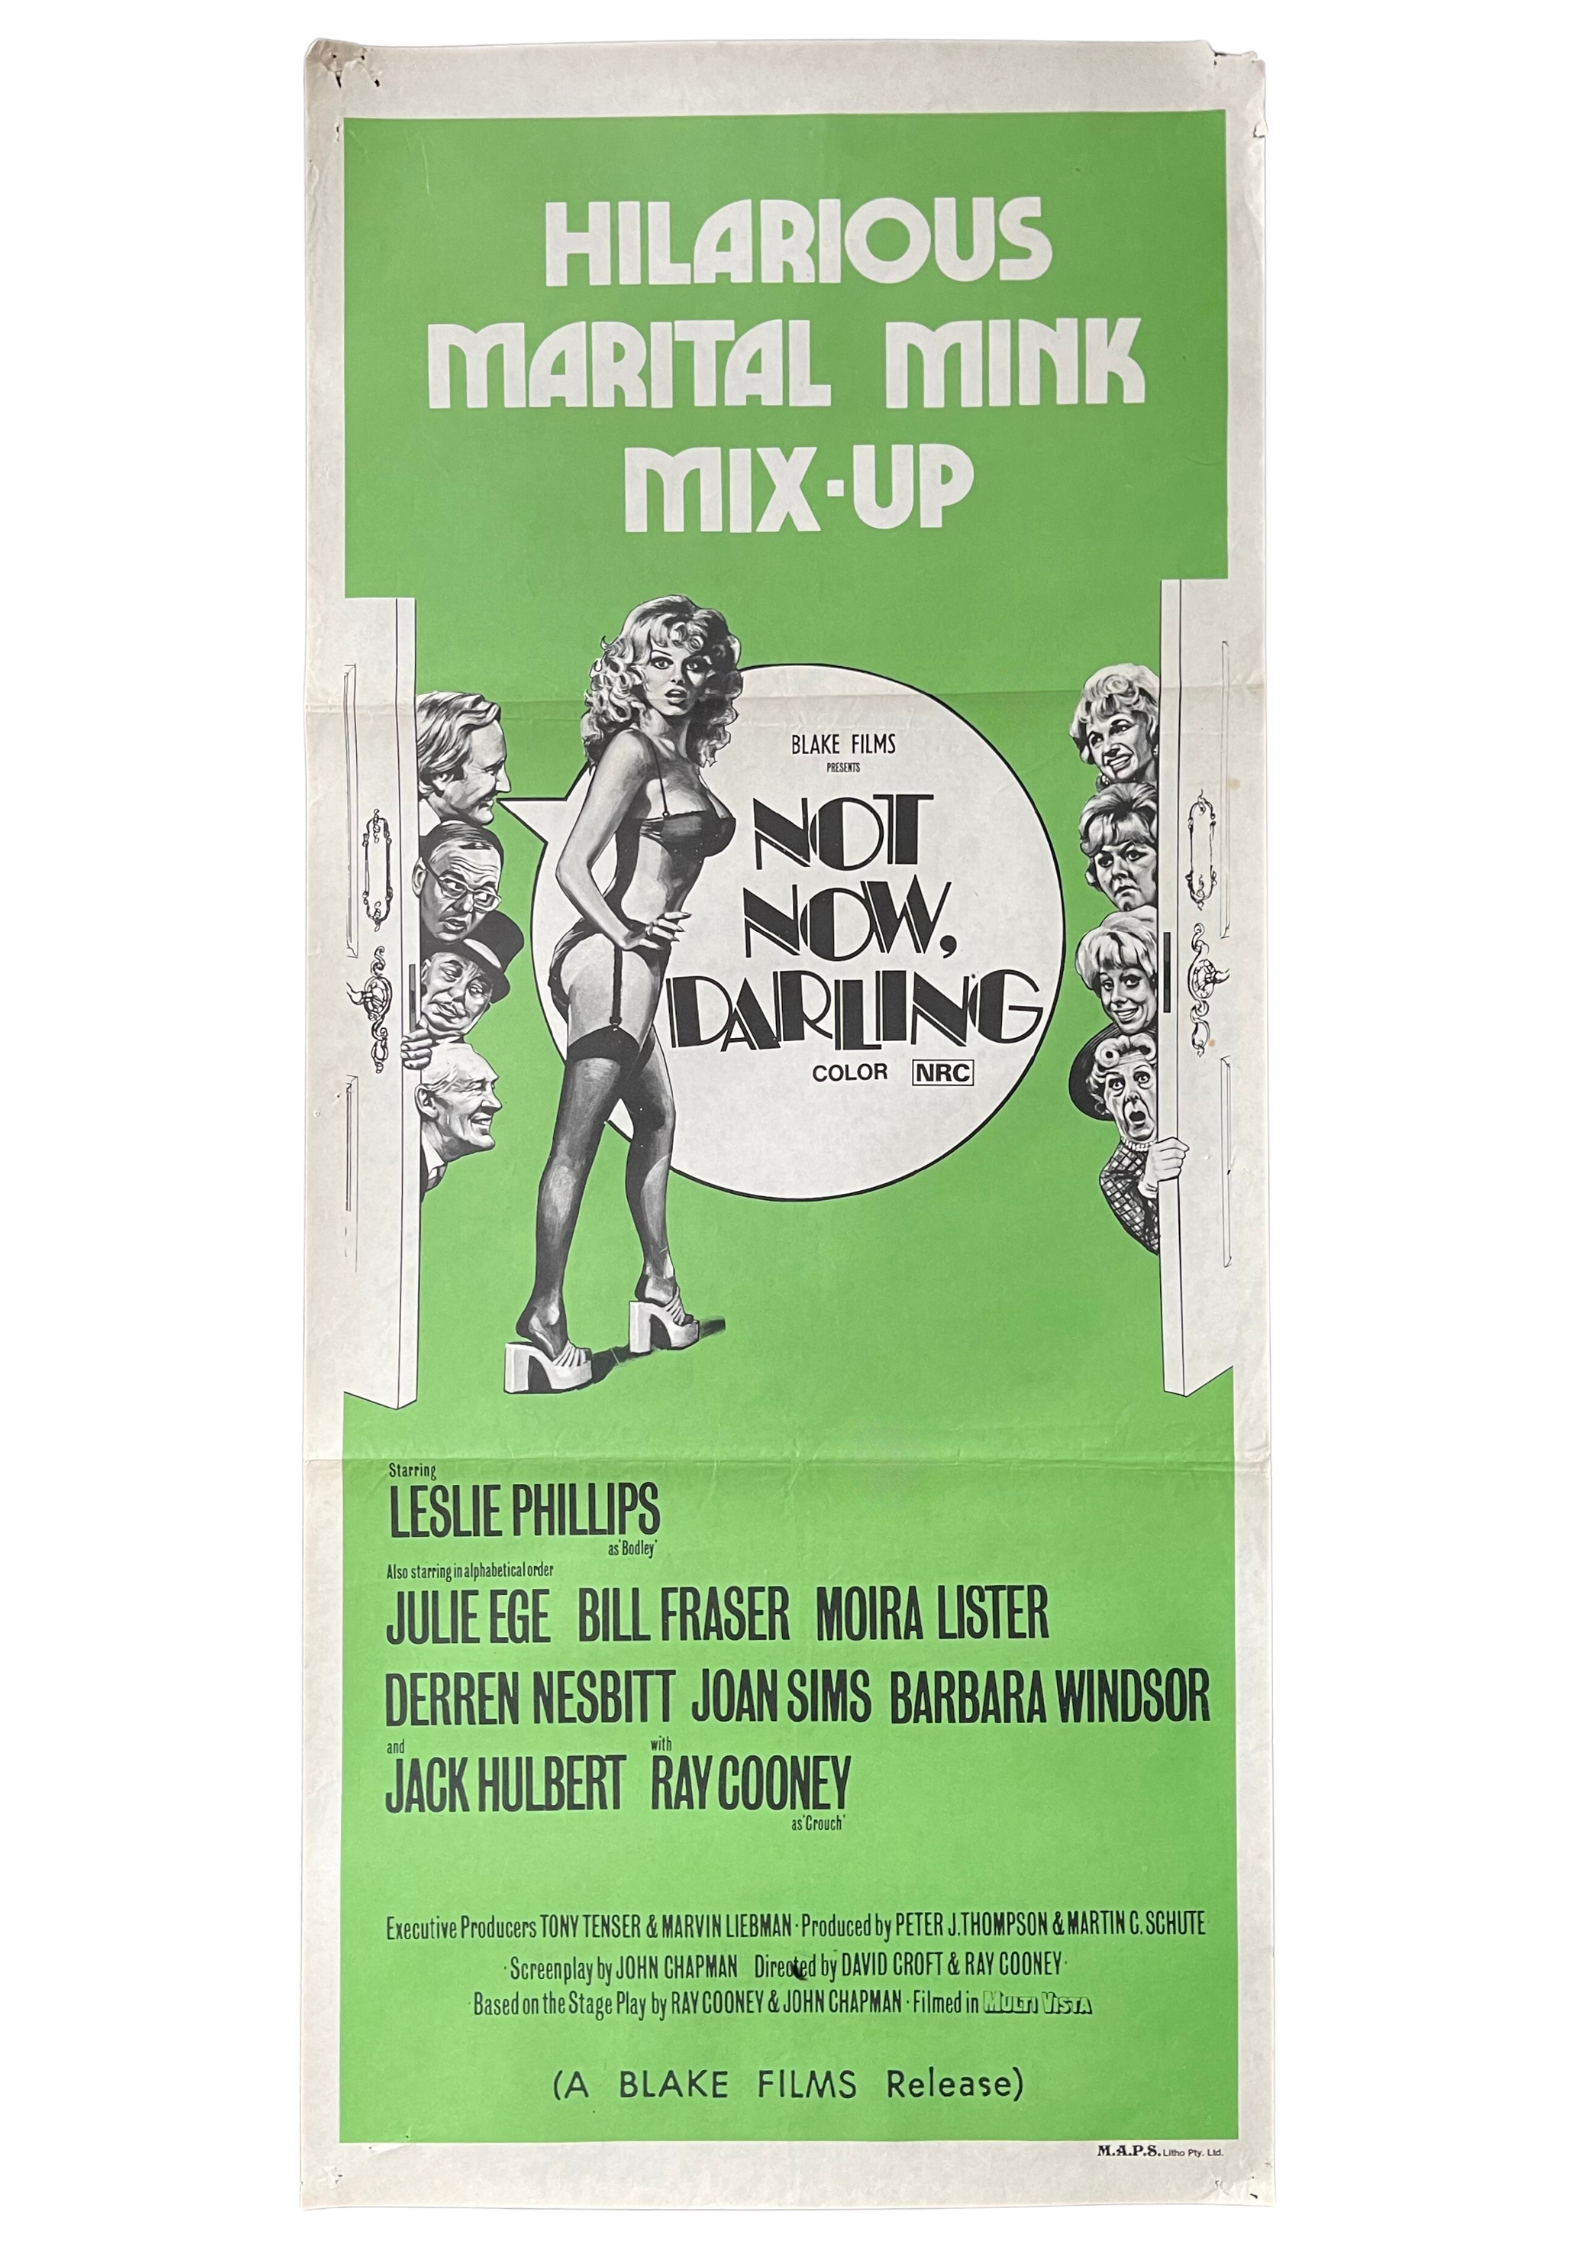 HILARIOUS
MARITAL MINK
MIX-UP
BLAKE FILMS
PRESENTS
NOT
NOW,
DARLING
COLOR NRC
Starring
LESLIE PHILLIPS
as 'Bodley'
Also starring in alphabetical order
JULIE EGE BILL FRASER MOIRA LISTER
DERREN NESBITT JOAN SIMS BARBARA WINDSOR
and with
JACK HULBERT RAY COONEY
as 'Crouch'
Executive Producers TONY TENSER & MARVIN LIEBMAN · Produced by PETER J. THOMPSON & MARTIN C. SCHUTE
· Screenplay by JOHN CHAPMAN Directed by DAVID CROFT & RAY COONEY ·
· Based on the Stage Play by RAY COONEY & JOHN CHAPMAN · Filmed in MULTI VISTA
(A BLAKE FILMS Release)
M.A.P.S. Litho Pty. Ltd.